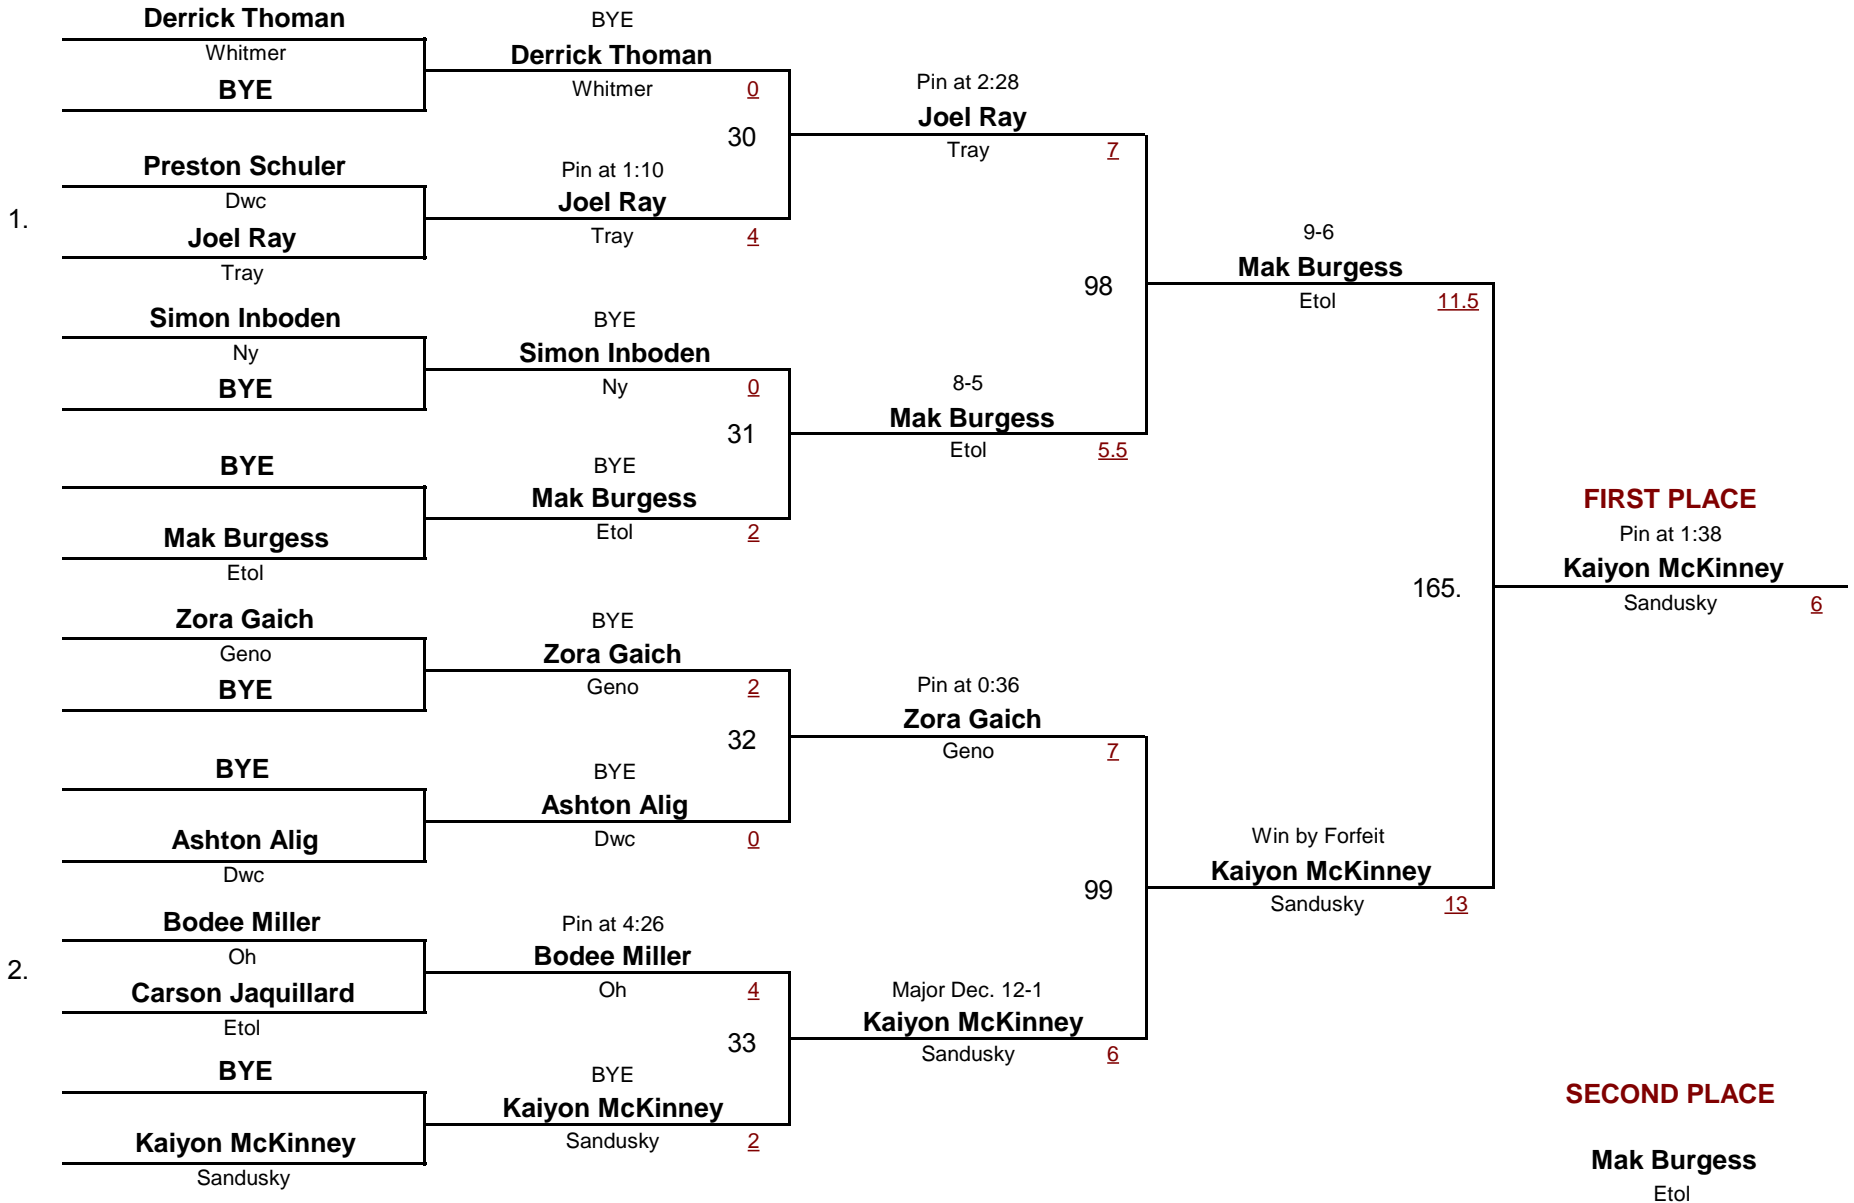 Derrick Thoman
Whitmer
BYE
1.
Preston Schuler
Dwc
Joel Ray
Tray
Simon Inboden
Ny
BYE
BYE
Mak Burgess
Etol
Zora Gaich
Geno
BYE
BYE
Ashton Alig
Dwc
2.
Bodee Miller
Oh
Carson Jaquillard
Etol
BYE
Kaiyon McKinney
Sandusky
BYE
Derrick Thoman
Whitmer 0
30
Pin at 1:10
Joel Ray
Tray 4
BYE
Simon Inboden
Ny 0
31
BYE
Mak Burgess
Etol 2
BYE
Zora Gaich
Geno 2
32
BYE
Ashton Alig
Dwc 0
Pin at 4:26
Bodee Miller
Oh 4
33
BYE
Kaiyon McKinney
Sandusky 2
Pin at 2:28
Joel Ray
Tray 7
98
8-5
Mak Burgess
Etol 5.5
Pin at 0:36
Zora Gaich
Geno 7
99
Major Dec. 12-1
Kaiyon McKinney
Sandusky 6
9-6
Mak Burgess
Etol 11.5
165.
Win by Forfeit
Kaiyon McKinney
Sandusky 13
FIRST PLACE
Pin at 1:38
Kaiyon McKinney
Sandusky 6
SECOND PLACE
Mak Burgess
Etol